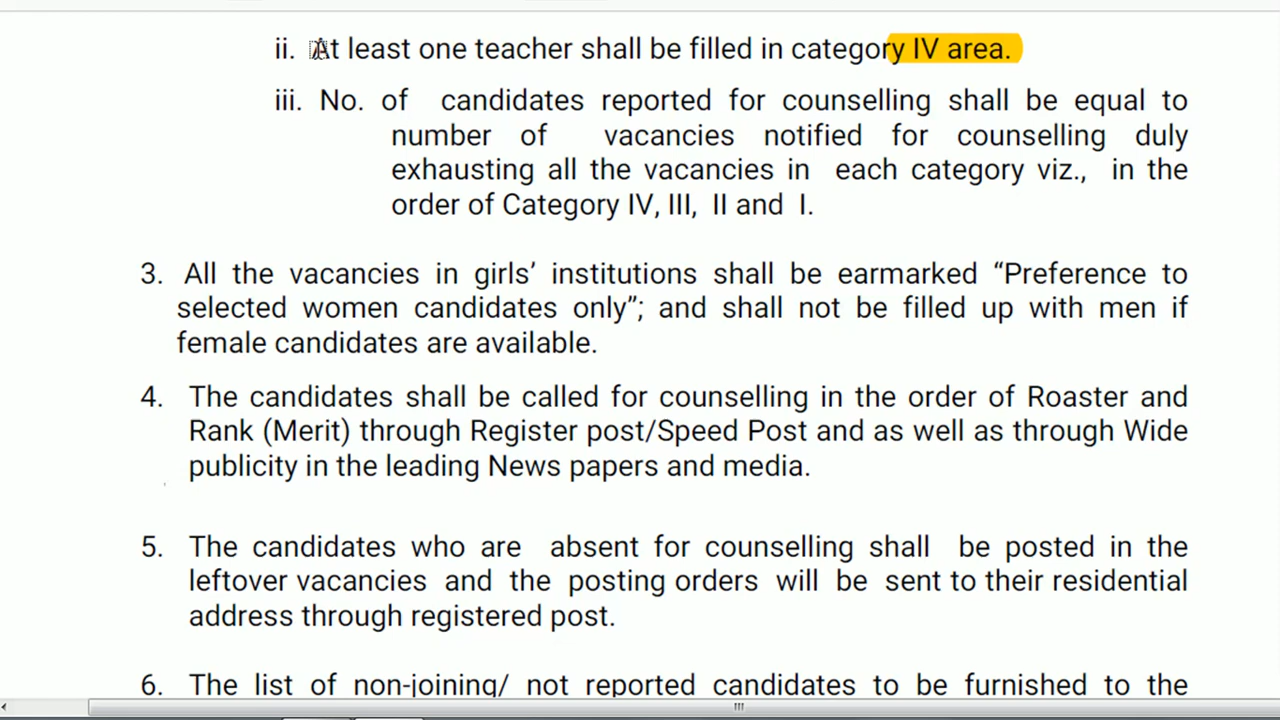 ii. At least one teacher shall be filled in category IV area.
iii. No. of candidates reported for counselling shall be equal to
number of vacancies notified for counselling duly
exhausting all the vacancies in each category viz., in the
order of Category IV, III, II and I.
3. All the vacancies in girls’ institutions shall be earmarked “Preference to
selected women candidates only”; and shall not be filled up with men if
female candidates are available.
4. The candidates shall be called for counselling in the order of Roaster and
Rank (Merit) through Register post/Speed Post and as well as through Wide
publicity in the leading News papers and media.
5. The candidates who are absent for counselling shall be posted in the
leftover vacancies and the posting orders will be sent to their residential
address through registered post.
6. The list of non-joining/ not reported candidates to be furnished to the